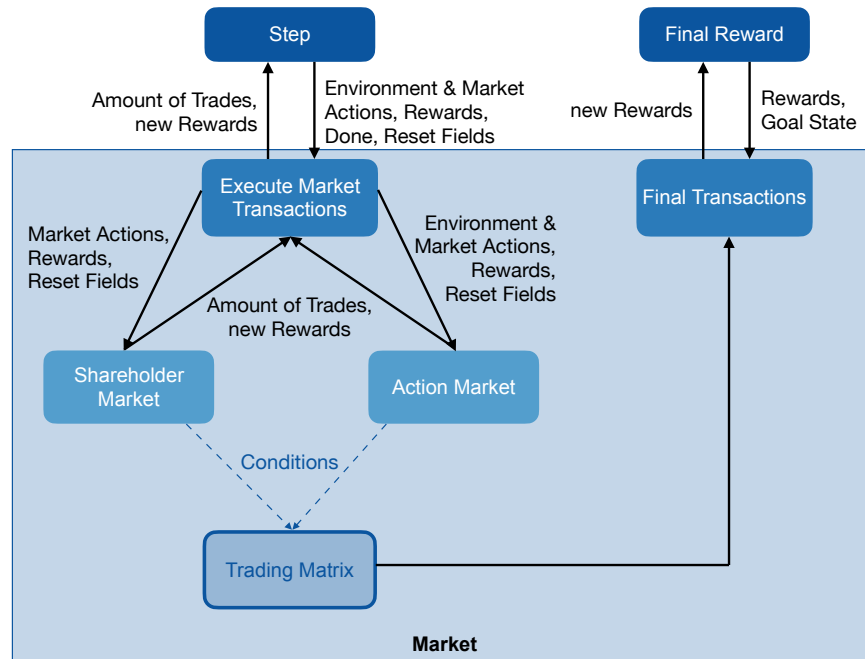 Step
Final Reward
Amount of Trades,
new Rewards
Environment & Market
Actions, Rewards,
Done, Reset Fields
new Rewards
Rewards,
Goal State
Execute Market
Transactions
Final Transactions
Market Actions,
Rewards,
Reset Fields
Environment &
Market Actions,
Rewards,
Reset Fields
Amount of Trades,
new Rewards
Shareholder
Market
Action Market
Conditions
Trading Matrix
Market